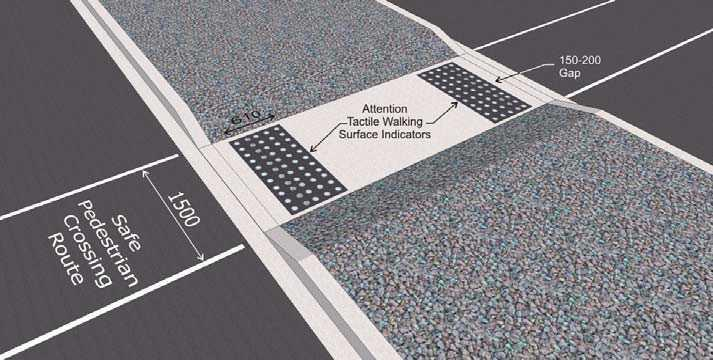 150-200
Gap
610
Attention
Tactile Walking
Surface Indicators
1500
Safe
Pedestrian
Crossing
Route